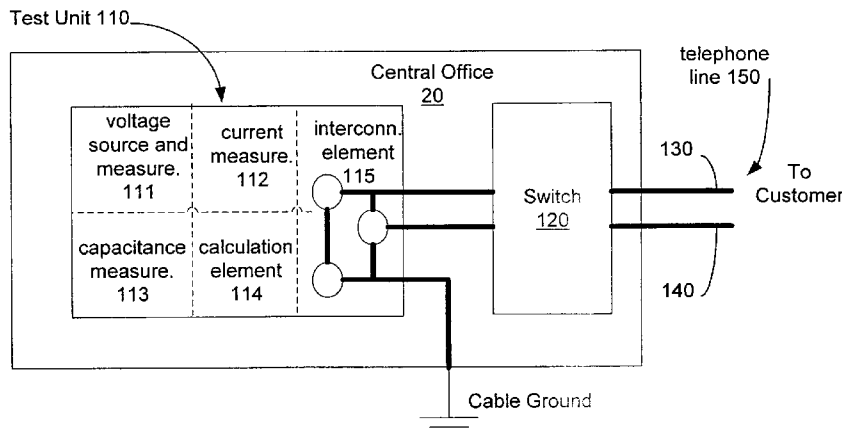 Test Unit 110
Central Office
20
telephone
line 150
voltage
source and
measure.
111
current
measure.
112
interconn.
element
115
capacitance
measure.
113
calculation
element
114
Switch
120
130
140
To
Customer
Cable Ground